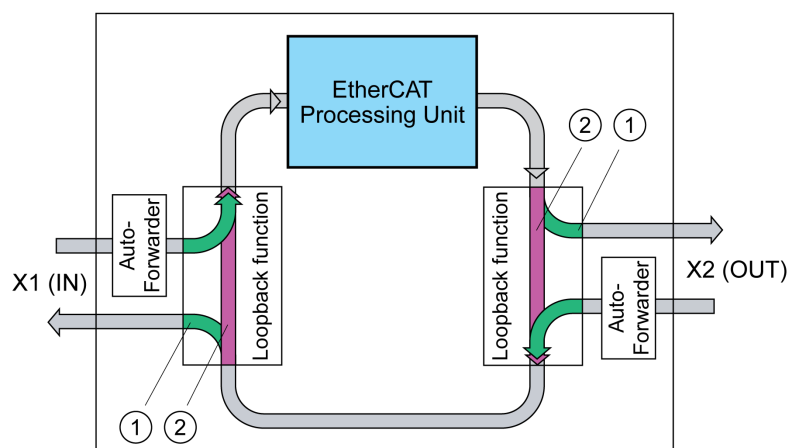 EtherCAT
Processing Unit
2
1
Auto-
Forwarder
Loopback function
Loopback function
X1 (IN)
X2 (OUT)
Auto-
Forwarder
1
2